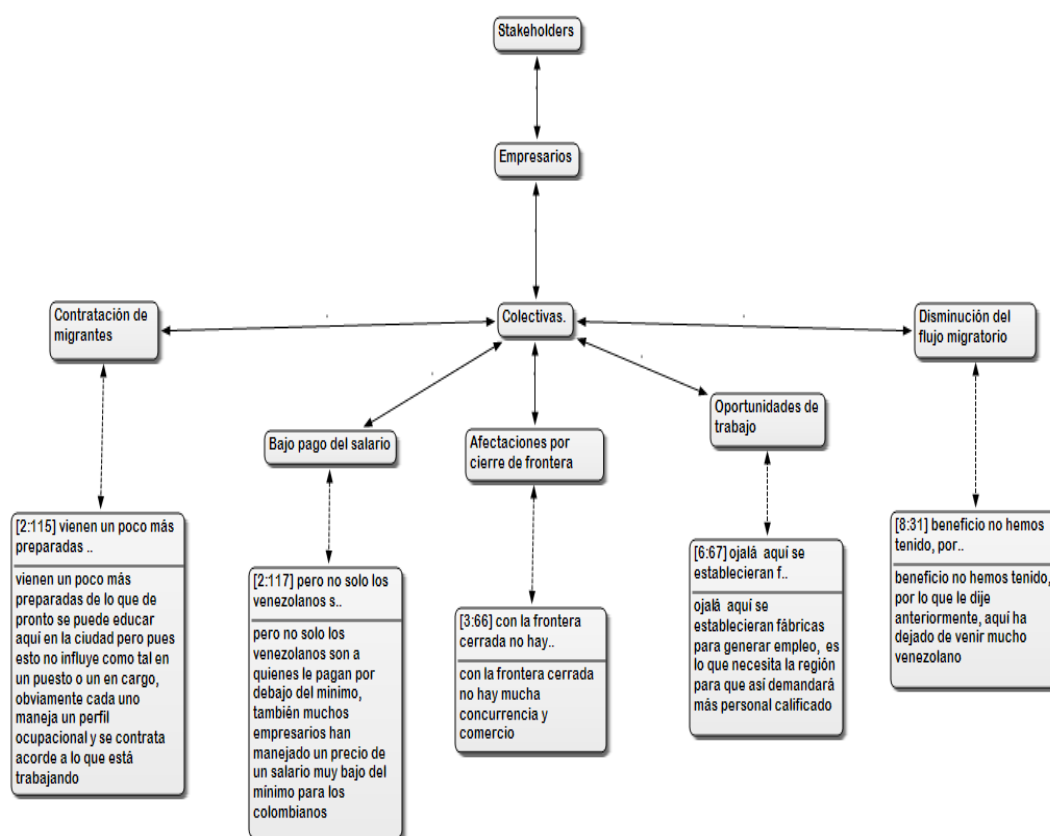 Stakeholders
Empresarios
Contratación de
migrantes
Colectivas.
Disminución del
flujo migratorio
Bajo pago del salario
Afectaciones por
cierre de frontera
Oportunidades de
trabajo
[2:115] vienen un poco más
preparadas ..
vienen un poco más
preparadas de lo que de
pronto se puede educar
aquí en la ciudad pero pues
esto no influye como tal en
un puesto o un en cargo,
obviamente cada uno
maneja un perfil
ocupacional y se contrata
acorde a lo que está
trabajando
[2:117] pero no solo los
venezolanos s..
pero no solo los
venezolanos son a
quienes le pagan por
debajo del minimo,
también muchos
empresarios han
manejado un precio de
un salario muy bajo del
mínimo para los
colombianos
[3:66] con la frontera
cerrada no hay..
con la frontera cerrada
no hay mucha
concurrencia y
comercio
[6:67] ojalá aquí se
establecieran f..
ojalá aquí se
establecieran fábricas
para generar empleo, es
lo que necesita la región
para que así demandará
más personal calificado
[8:31] beneficio no hemos
tenido, por..
beneficio no hemos tenido,
por lo que le dije
anteriormente, aquí ha
dejado de venir mucho
venezolano